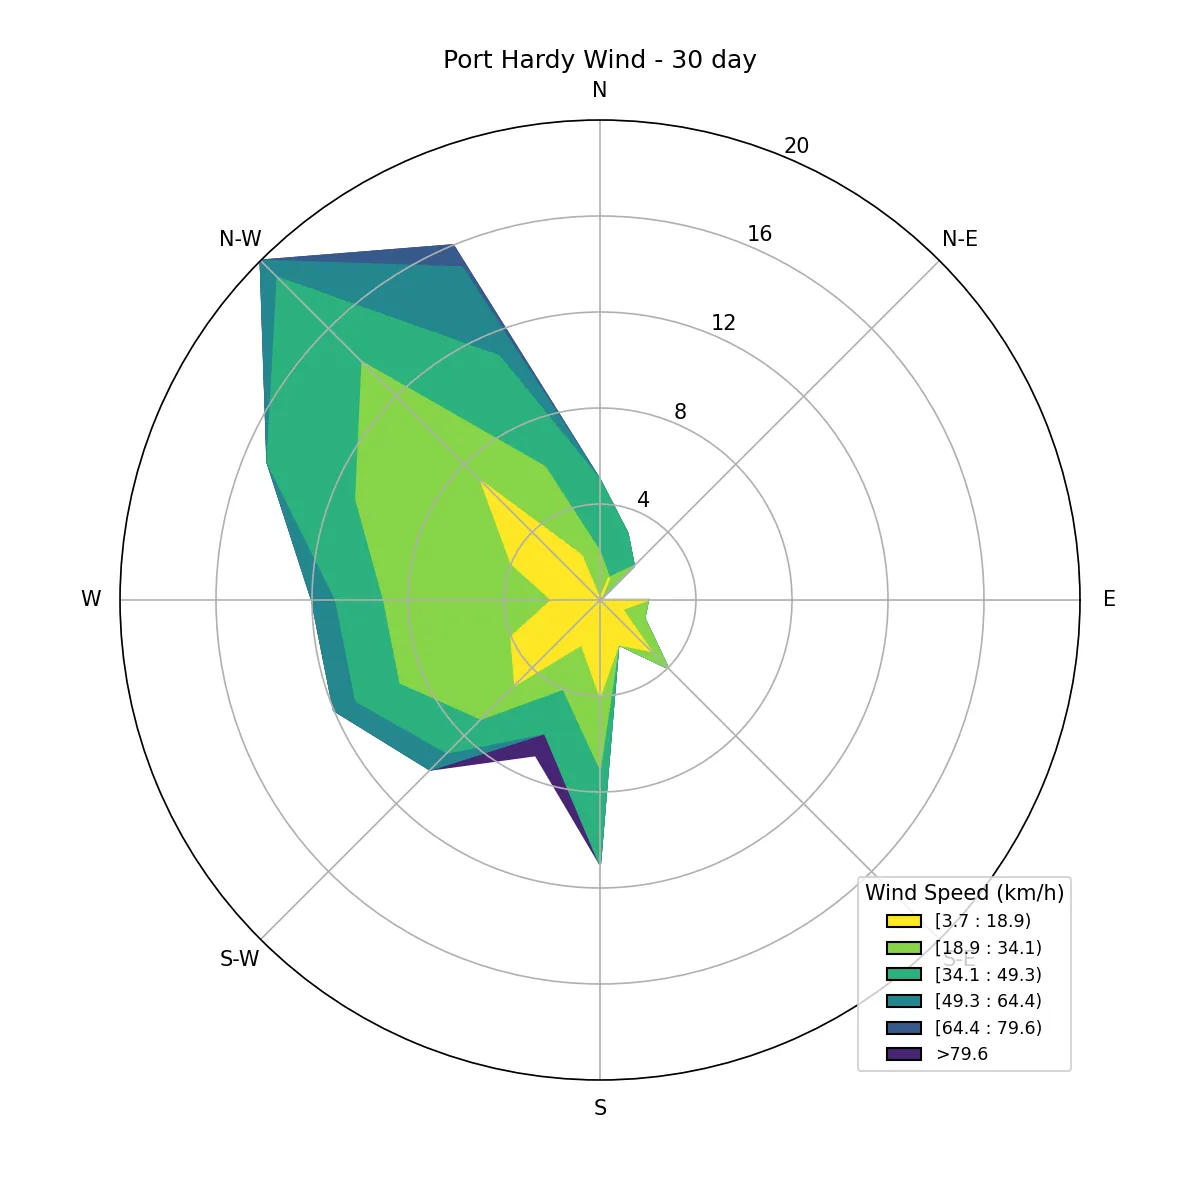 Port Hardy Wind - 30 day
N
20
16
N-W
N-E
12
8
4
W
E
Wind Speed (km/h)
[3.7 : 18.9)
[18.9 : 34.1)
S-W
S-E
[34.1 : 49.3)
[49.3 : 64.4)
[64.4 : 79.6)
>79.6
S